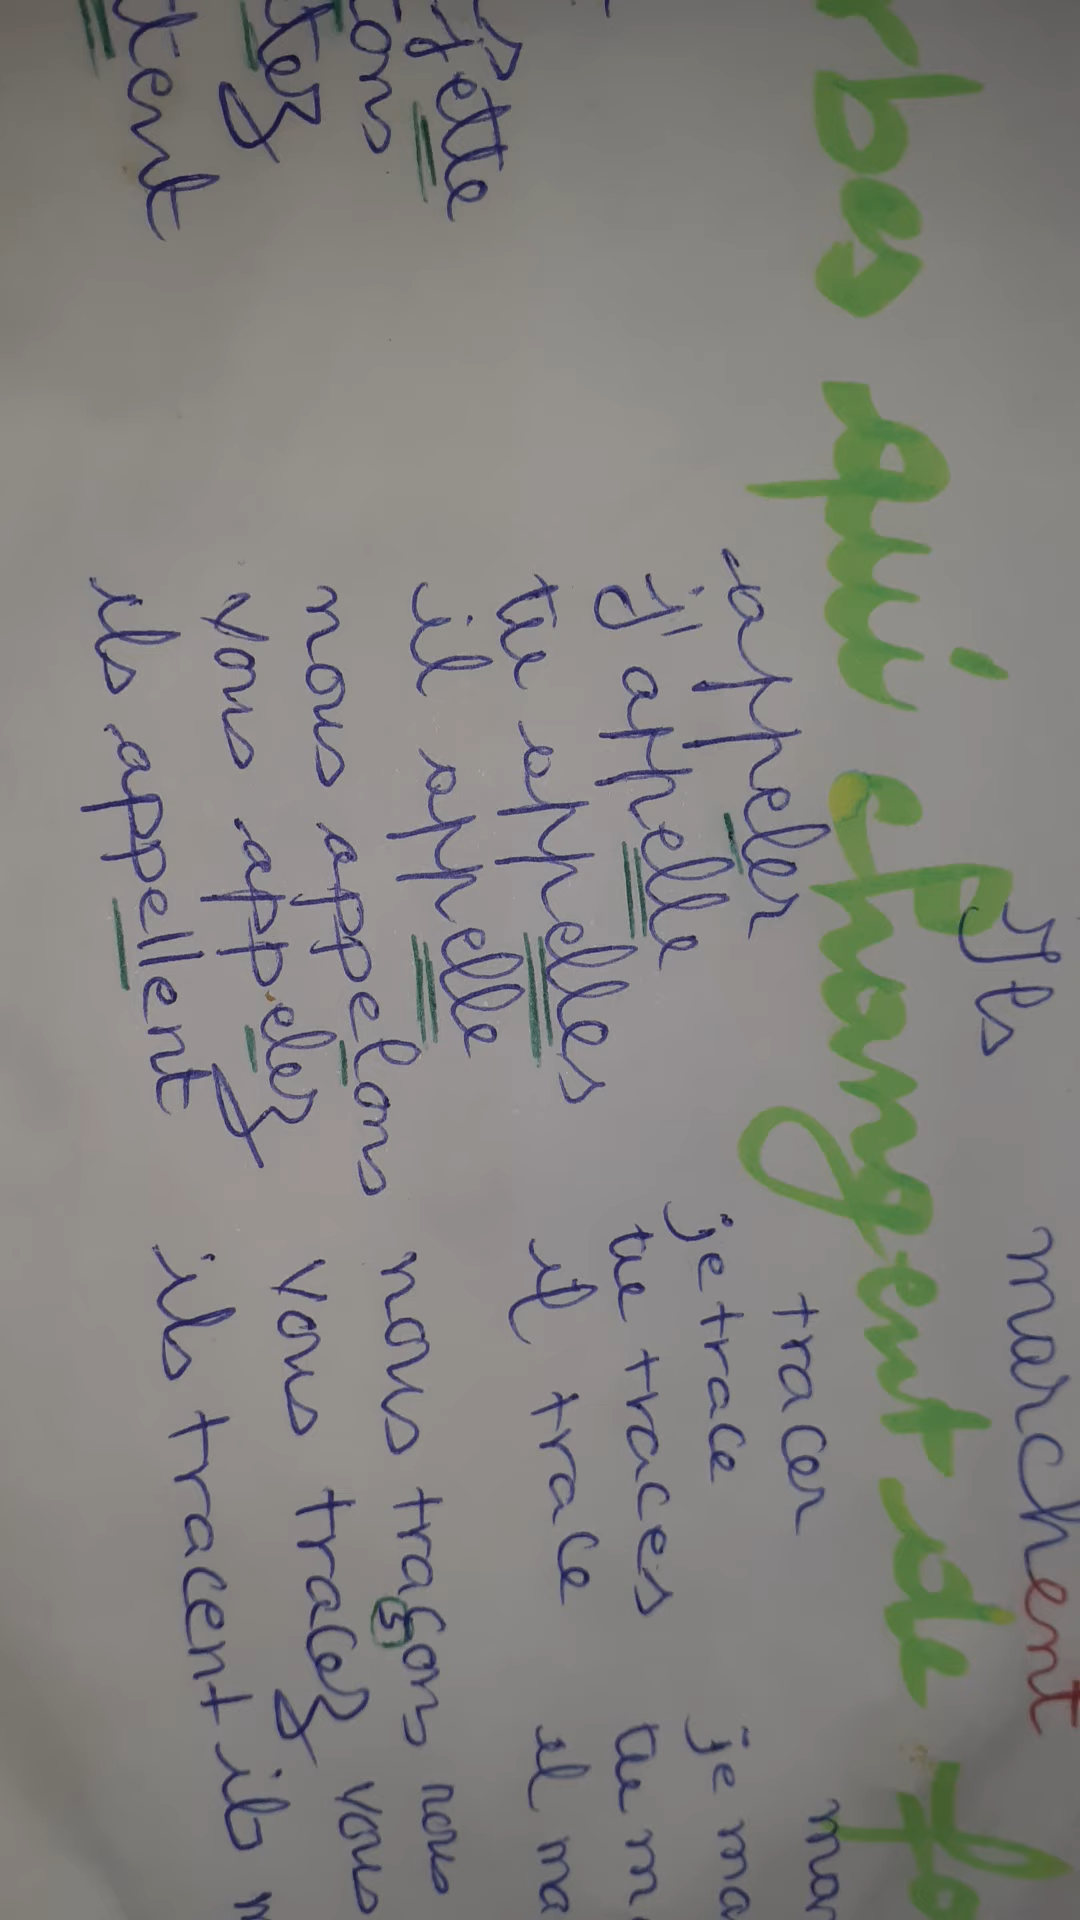 Ils marchent
rbes qui changent de fo
jette
ons
tez
tent
appeler
j'appelle
tu appelles
il appelle
nous appelons
vous appelez
ils appellent
tracer
je trace
tu traces
il trace
nous traçons
vous tracez
ils tracent
mar
je ma
tu m
il ma
nous
vous
ils m